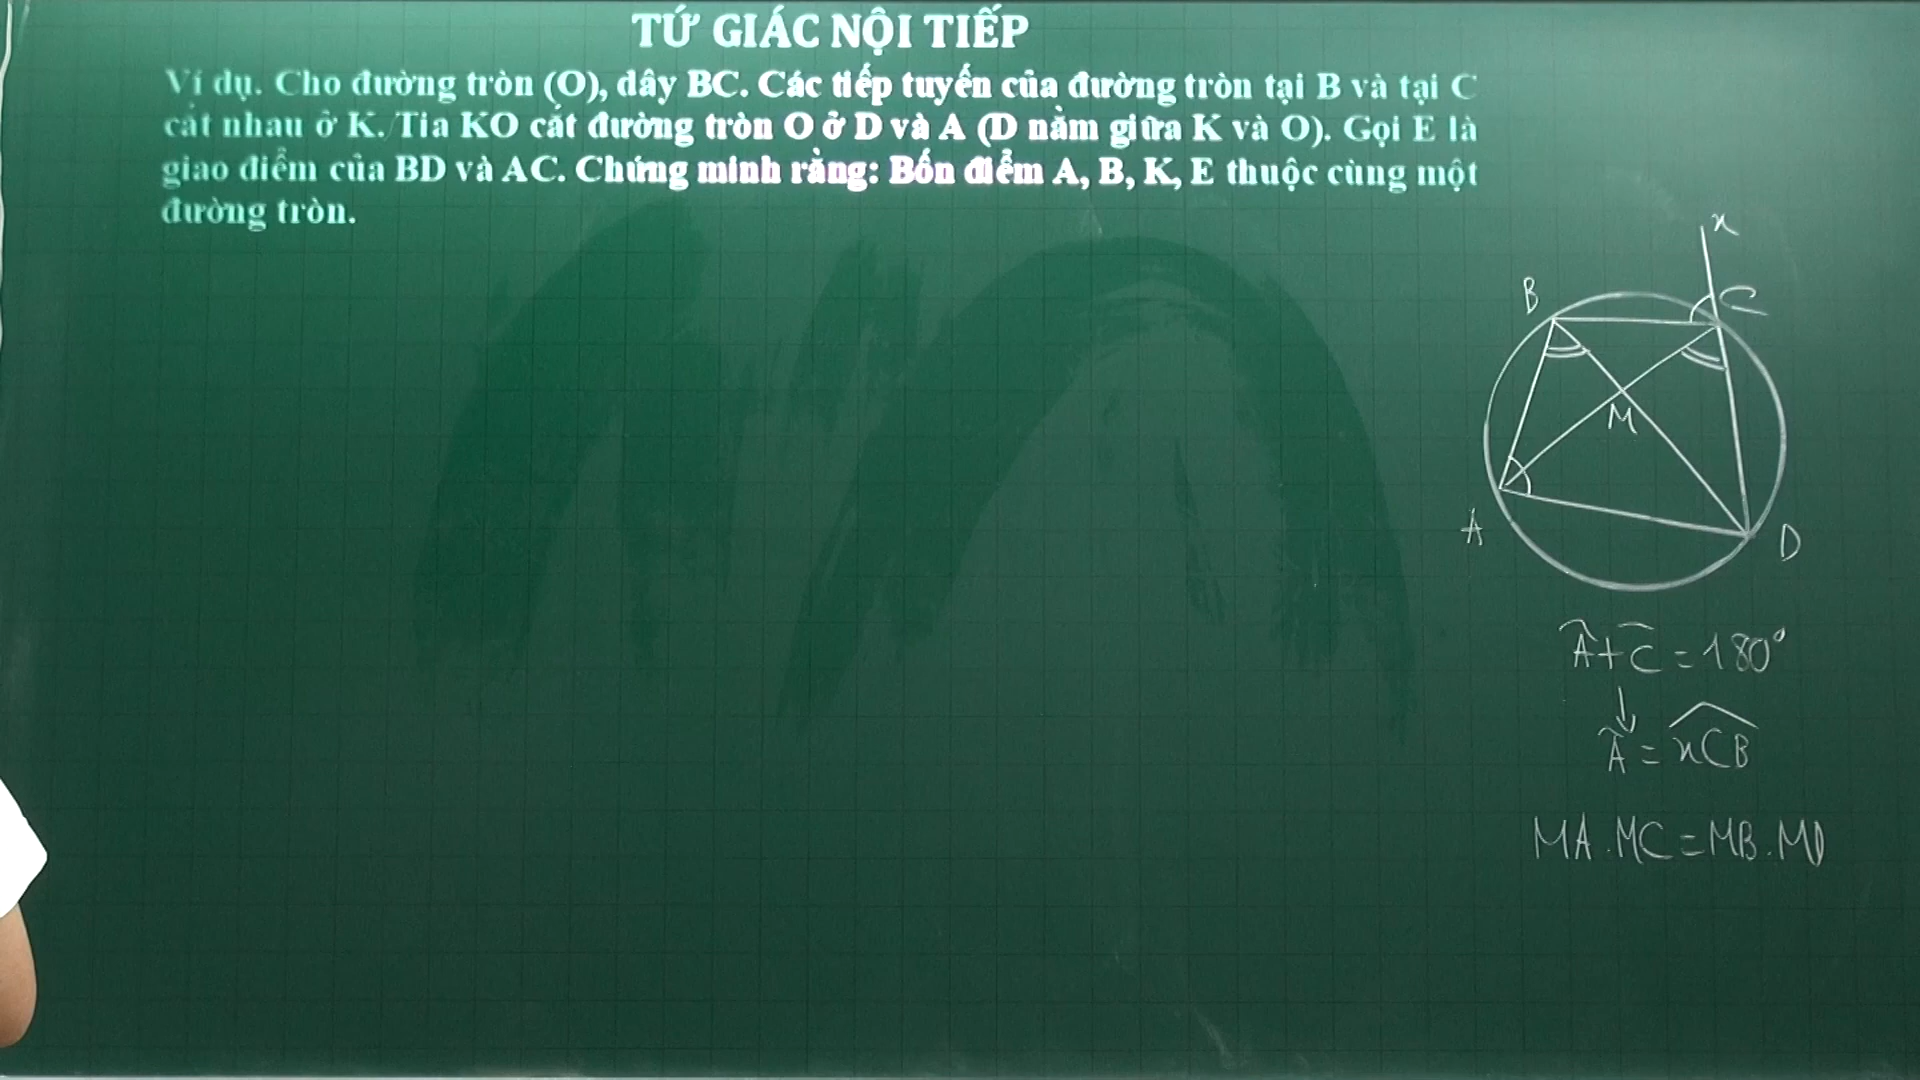 TỨ GIÁC NỘI TIẾP
Ví dụ. Cho đường tròn (O), dây BC. Các tiếp tuyến của đường tròn tại B và tại C
cắt nhau ở K. Tia KO cắt đường tròn O ở D và A (D nằm giữa K và O). Gọi E là
giao điểm của BD và AC. Chứng minh rằng: Bốn điểm A, B, K, E thuộc cùng một
đường tròn.
x
B
C
M
A
D
Â + Ĉ = 180°
↓
Â = \widehat{xCB}
MA.MC = MB.MD